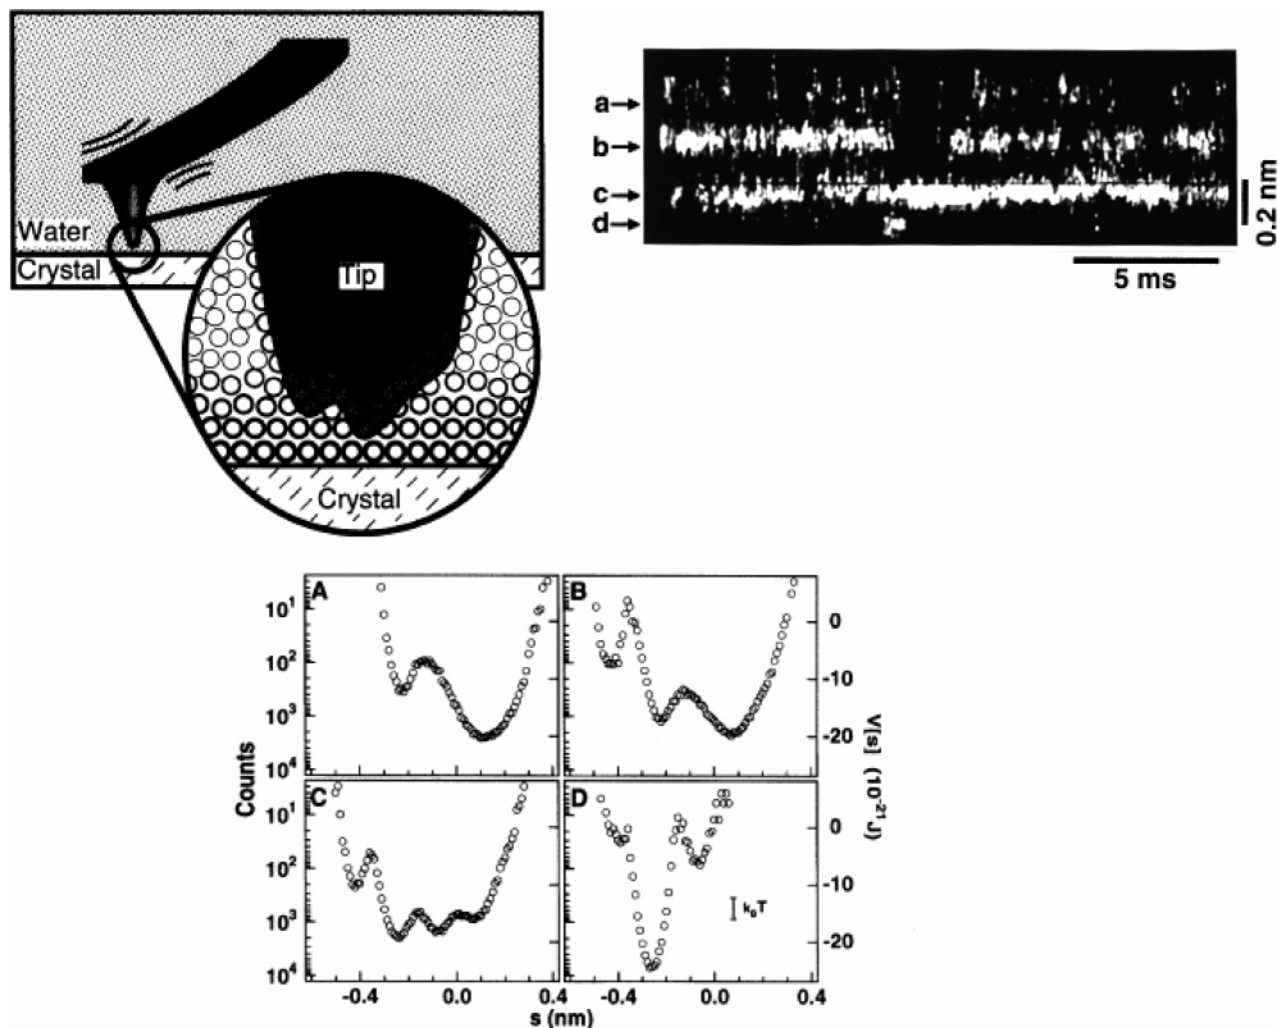 Water
Crystal
Tip
Crystal
a
b
c
d
0.2 nm
5 ms
A
B
C
D
10¹
10²
10³
10⁴
10¹
10²
10³
10⁴
Counts
0
-10
-20
0
-10
-20
V[s] (10⁻²¹J)
k_BT
-0.4 0.0 0.4
-0.4 0.0 0.4
s (nm)